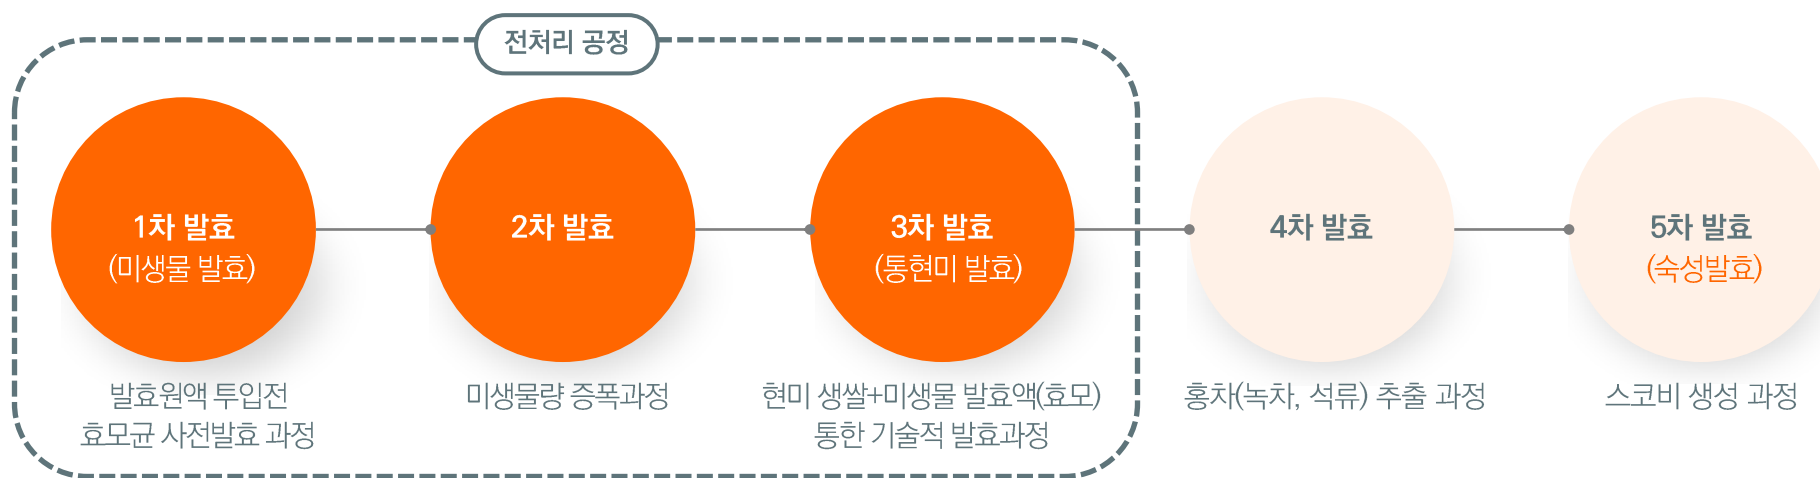 전처리 공정
1차 발효
(미생물 발효)
발효원액 투입전
효모균 사전발효 과정
2차 발효
미생물량 증폭과정
3차 발효
(통현미 발효)
현미 생쌀+미생물 발효액(효모)
통한 기술적 발효과정
4차 발효
홍차(녹차, 석류) 추출 과정
5차 발효
(숙성발효)
스코비 생성 과정